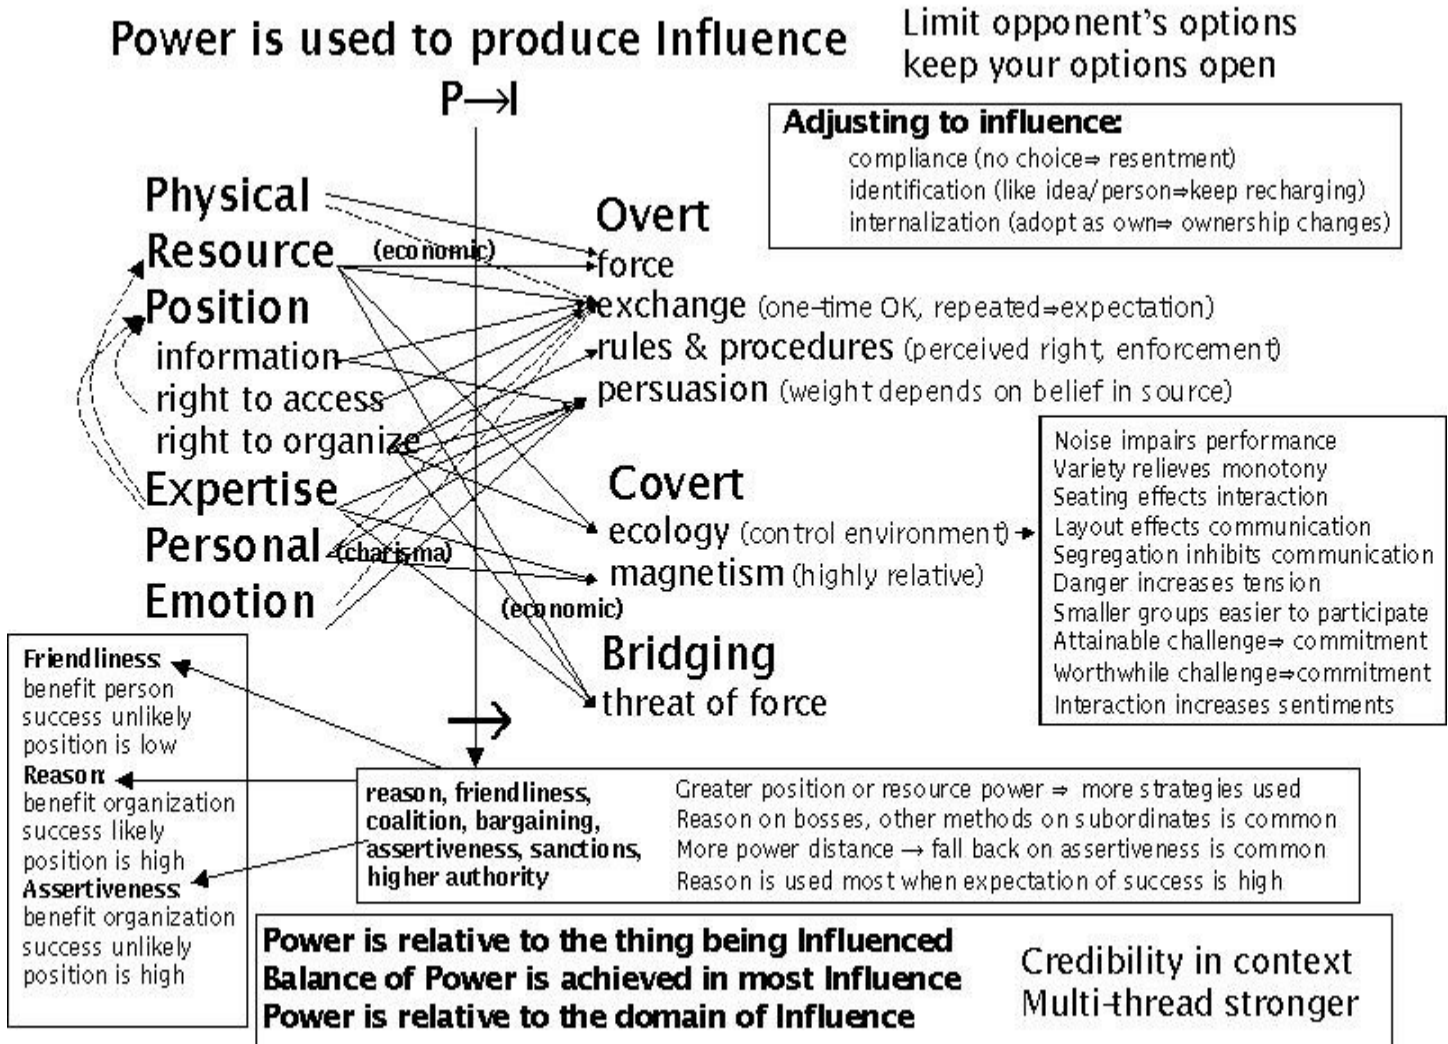 Power is used to produce Influence
P→I
Limit opponent's options
keep your options open
Adjusting to influence:
compliance (no choice⇒ resentment)
identification (like idea/person⇒keep recharging)
internalization (adopt as own⇒ ownership changes)
Physical
Resource
(economic)
Position
information
right to access
right to organize
Expertise
Personal
(charisma)
Emotion
Overt
force
exchange (one-time OK, repeated⇒expectation)
rules & procedures (perceived right, enforcement)
persuasion (weight depends on belief in source)
Covert
ecology (control environment)
magnetism (highly relative)
(economic)
Bridging
threat of force
Noise impairs performance
Variety relieves monotony
Seating effects interaction
Layout effects communication
Segregation inhibits communication
Danger increases tension
Smaller groups easier to participate
Attainable challenge⇒ commitment
Worthwhile challenge⇒commitment
Interaction increases sentiments
Friendliness:
benefit person
success unlikely
position is low
Reason:
benefit organization
success likely
position is high
Assertiveness:
benefit organization
success unlikely
position is high
→
reason, friendliness,
coalition, bargaining,
assertiveness, sanctions,
higher authority
Greater position or resource power ⇒ more strategies used
Reason on bosses, other methods on subordinates is common
More power distance → fall back on assertiveness is common
Reason is used most when expectation of success is high
Power is relative to the thing being Influenced
Balance of Power is achieved in most Influence
Power is relative to the domain of Influence
Credibility in context
Multi-thread stronger